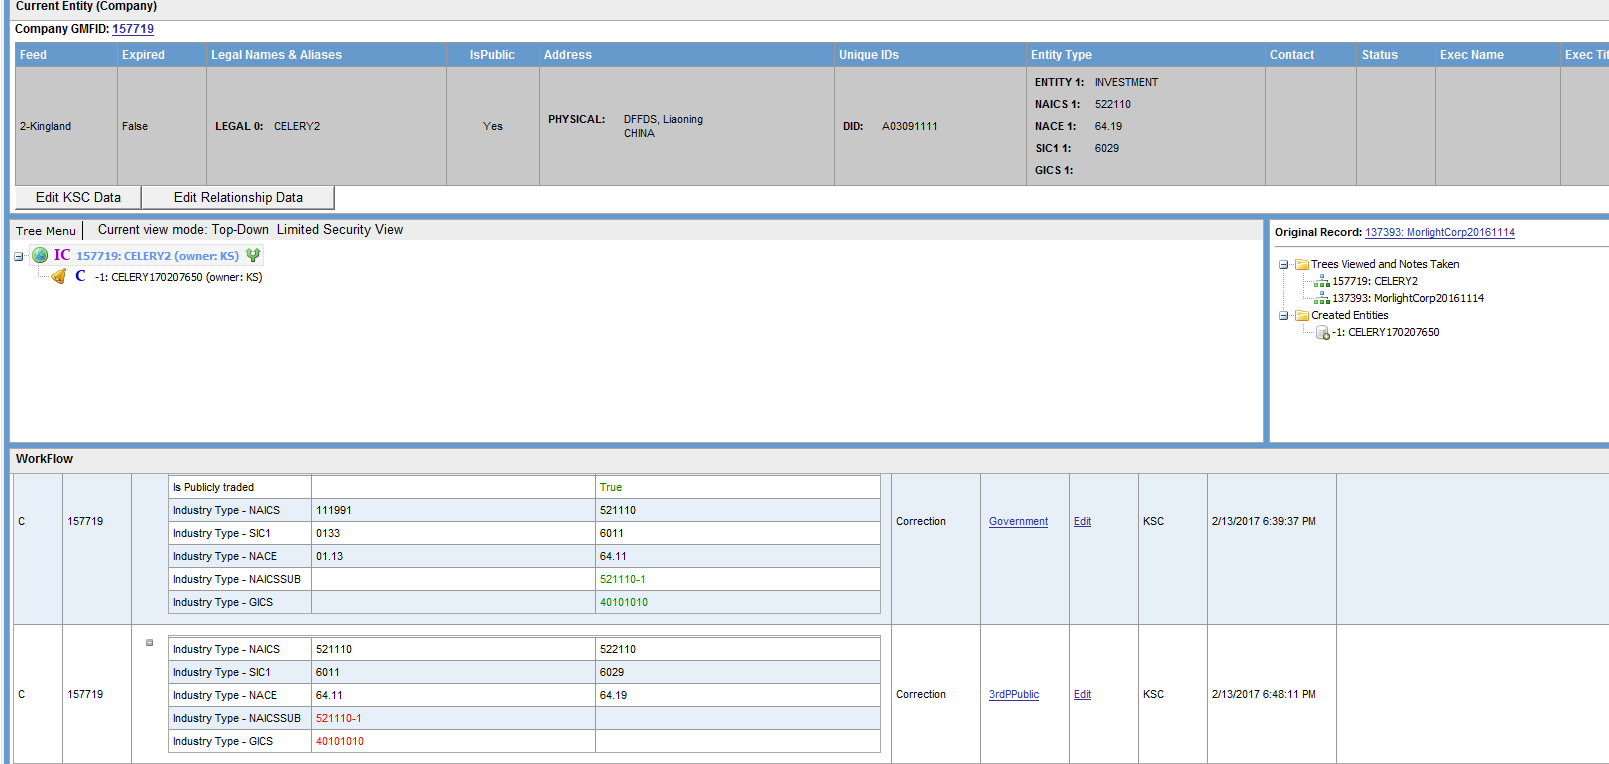 Current Entity (Company)
Company GMFID: 157719
Feed Expired Legal Names & Aliases IsPublic Address Unique IDs Entity Type Contact Status Exec Name Exec Tit
ENTITY 1: INVESTMENT
NAICS 1: 522110
2-Kingland False LEGAL 0: CELERY2 Yes PHYSICAL: DFFDS, Liaoning CHINA DID: A03091111 NACE 1: 64.19
SIC1 1: 6029
GICS 1:
Edit KSC Data Edit Relationship Data
Tree Menu Current view mode: Top-Down Limited Security View
IC 157719: CELERY2 (owner: KS)
C -1: CELERY170207650 (owner: KS)
Original Record: 137393: MorlightCorp20161114
Trees Viewed and Notes Taken
157719: CELERY2
137393: MorlightCorp20161114
Created Entities
-1: CELERY170207650
WorkFlow
Is Publicly traded True
Industry Type - NAICS 111991 521110
C 157719 Industry Type - SIC1 0133 6011 Correction Government Edit KSC 2/13/2017 6:39:37 PM
Industry Type - NACE 01.13 64.11
Industry Type - NAICSSUB 521110-1
Industry Type - GICS 40101010
Industry Type - NAICS 521110 522110
Industry Type - SIC1 6011 6029
C 157719 Industry Type - NACE 64.11 64.19 Correction 3rdPPublic Edit KSC 2/13/2017 6:48:11 PM
Industry Type - NAICSSUB 521110-1
Industry Type - GICS 40101010